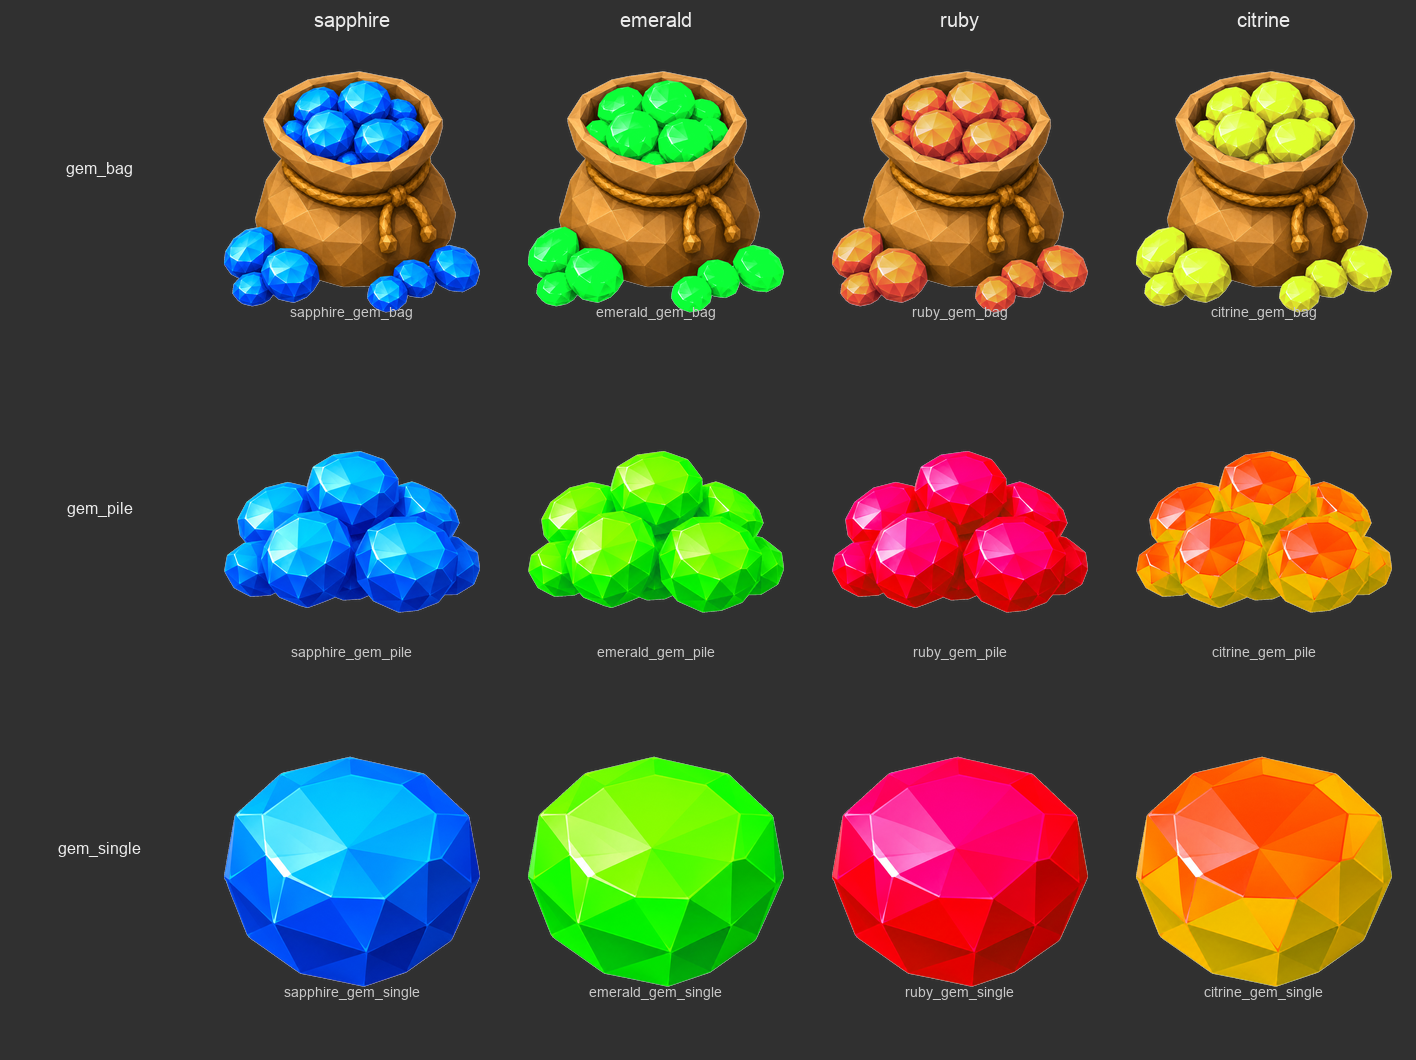 sapphire emerald ruby citrine
gem_bag
sapphire_gem_bag emerald_gem_bag ruby_gem_bag citrine_gem_bag
gem_pile
sapphire_gem_pile emerald_gem_pile ruby_gem_pile citrine_gem_pile
gem_single
sapphire_gem_single emerald_gem_single ruby_gem_single citrine_gem_single